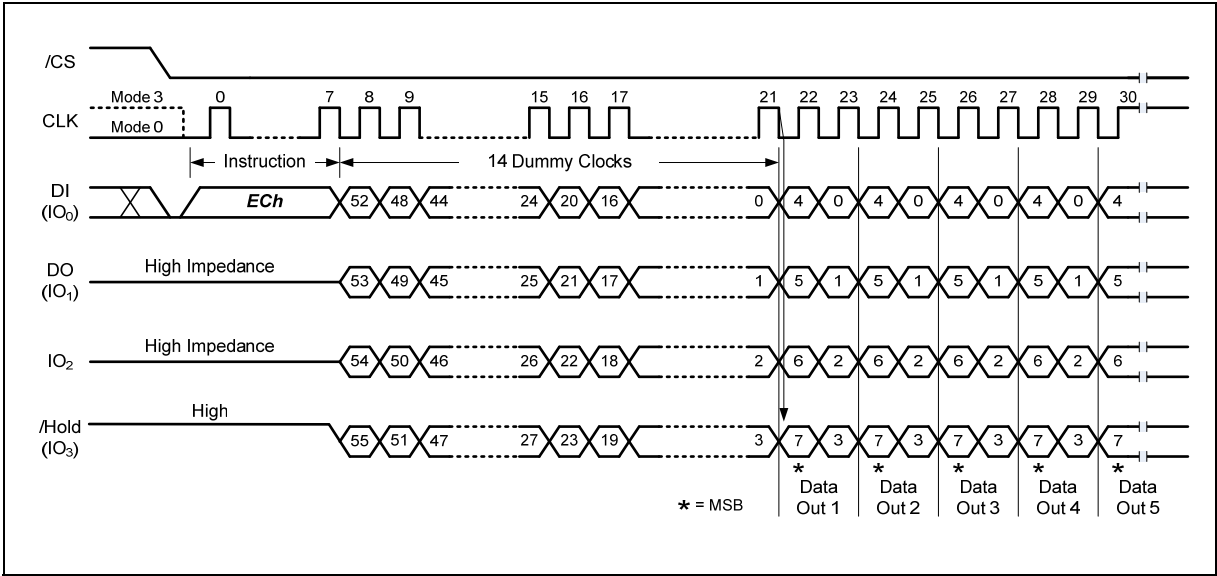 /CS
Mode 3 0 7 8 9 15 16 17 21 22 23 24 25 26 27 28 29 30
CLK
Mode 0
Instruction 14 Dummy Clocks
DI ECh 52 48 44 24 20 16 0 4 0 4 0 4 0 4 0 4
(IO0)
DO High Impedance 53 49 45 25 21 17 1 5 1 5 1 5 1 5 1 5
(IO1)
High Impedance
IO2 54 50 46 26 22 18 2 6 2 6 2 6 2 6 2 6
High
/Hold 55 51 47 27 23 19 3 7 3 7 3 7 3 7 3 7
(IO3)
* * * * *
* = MSB Data Data Data Data Data
Out 1 Out 2 Out 3 Out 4 Out 5